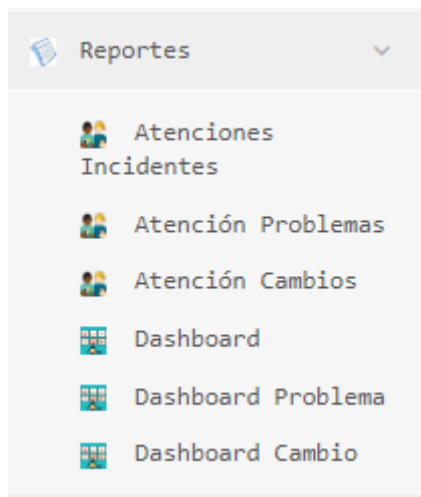 Reportes
Atenciones
Incidentes
Atención Problemas
Atención Cambios
Dashboard
Dashboard Problema
Dashboard Cambio